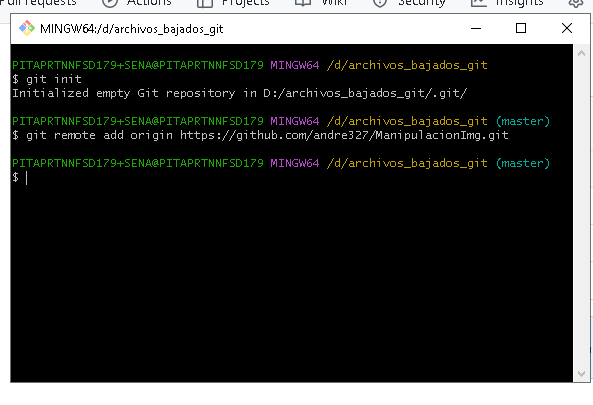 Pull requests Actions Projects Wiki Security Insights
MINGW64:/d/archivos_bajados_git
PITAPRTNNFSD179+SENA@PITAPRTNNFSD179 MINGW64 /d/archivos_bajados_git
$ git init
Initialized empty Git repository in D:/archivos_bajados_git/.git/
PITAPRTNNFSD179+SENA@PITAPRTNNFSD179 MINGW64 /d/archivos_bajados_git (master)
$ git remote add origin https://github.com/andre327/ManipulacionImg.git
PITAPRTNNFSD179+SENA@PITAPRTNNFSD179 MINGW64 /d/archivos_bajados_git (master)
$